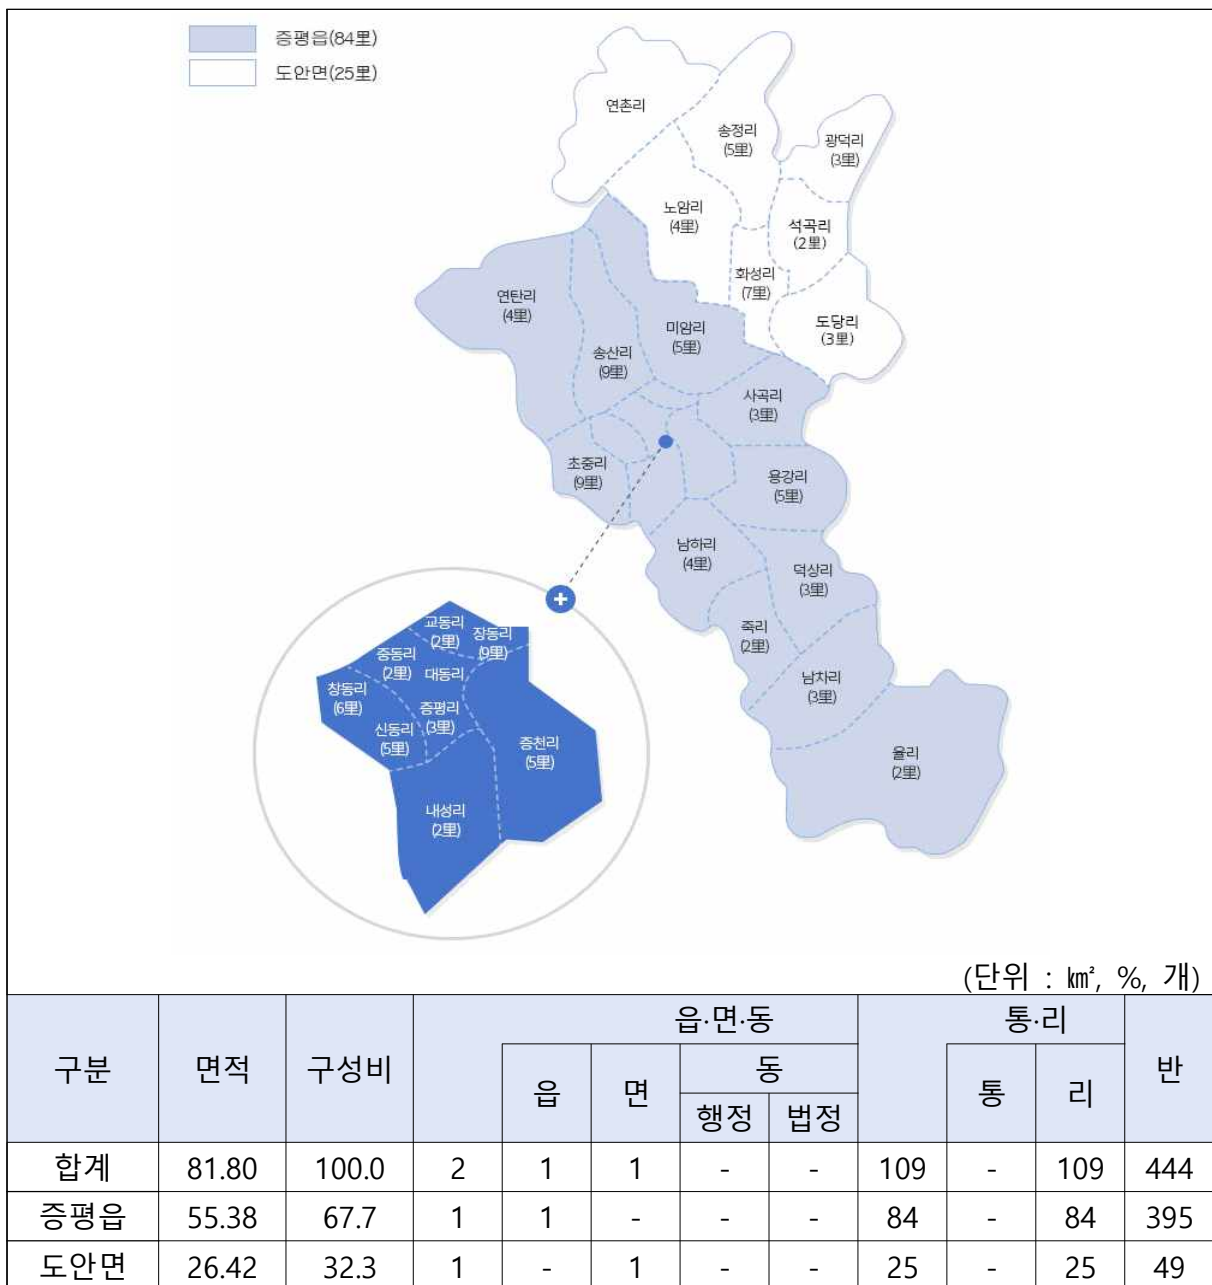 증평읍(84里)
도안면(25里)
연촌리
송정리
(5里)
광덕리
(3里)
노암리
(4里)
석곡리
(2里)
화성리
(7里)
연탄리
(4里)
미암리
(5里)
도당리
(3里)
송산리
(9里)
사곡리
(3里)
초중리
(9里)
용강리
(5里)
남하리
(4里)
덕상리
(3里)
죽리
(2里)
남차리
(3里)
율리
(2里)
교동리
(2里)
장동리
(9里)
중동리
(2里)
대동리
창동리
(6里)
증평리
(3里)
신동리
(5里)
증천리
(5里)
내성리
(2里)
(단위 : ㎢, %, 개)
구분 면적 구성비 읍·면·동 통·리 반
읍 면 동 통 리
행정 법정
합계 81.80 100.0 2 1 1 - - 109 - 109 444
증평읍 55.38 67.7 1 1 - - - 84 - 84 395
도안면 26.42 32.3 1 - 1 - - 25 - 25 49